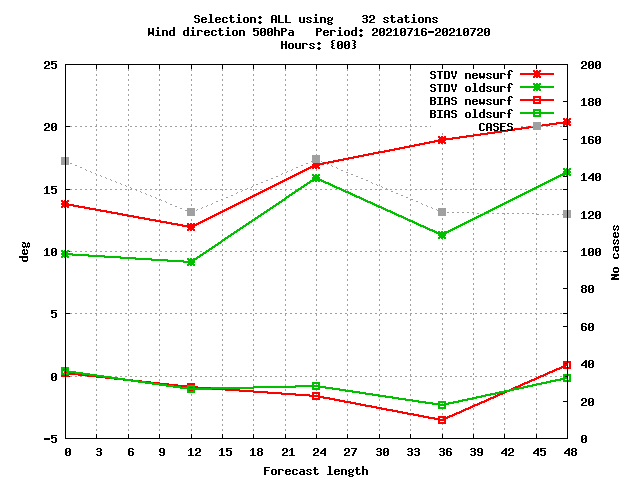 Selection: ALL using    32 stations
Wind direction 500hPa   Period: 20210716-20210720
Hours: {00}
STDV newsurf
STDV oldsurf
BIAS newsurf
BIAS oldsurf
CASES
25
20
15
10
5
0
-5
deg
200
180
160
140
120
100
80
60
40
20
0
No cases
0 3 6 9 12 15 18 21 24 27 30 33 36 39 42 45 48
Forecast length